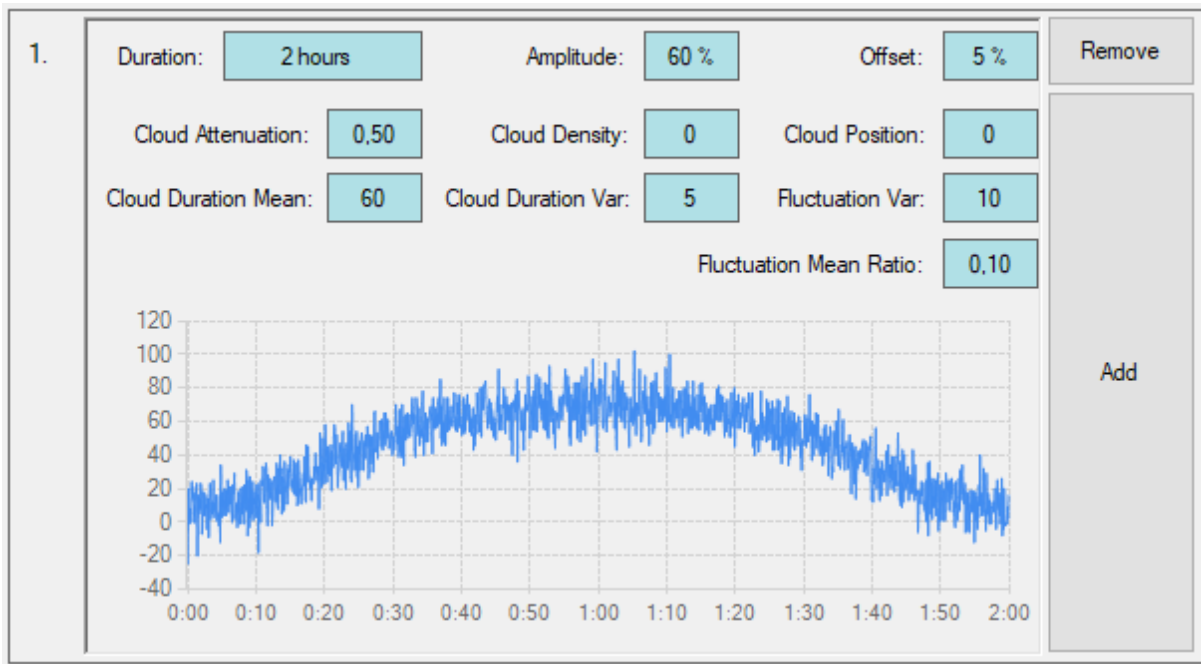 1. Duration: 2 hours Amplitude: 60 % Offset: 5 % Remove
Cloud Attenuation: 0,50 Cloud Density: 0 Cloud Position: 0
Cloud Duration Mean: 60 Cloud Duration Var: 5 Fluctuation Var: 10
Fluctuation Mean Ratio: 0,10
Add
120
100
80
60
40
20
0
-20
-40
0:00 0:10 0:20 0:30 0:40 0:50 1:00 1:10 1:20 1:30 1:40 1:50 2:00